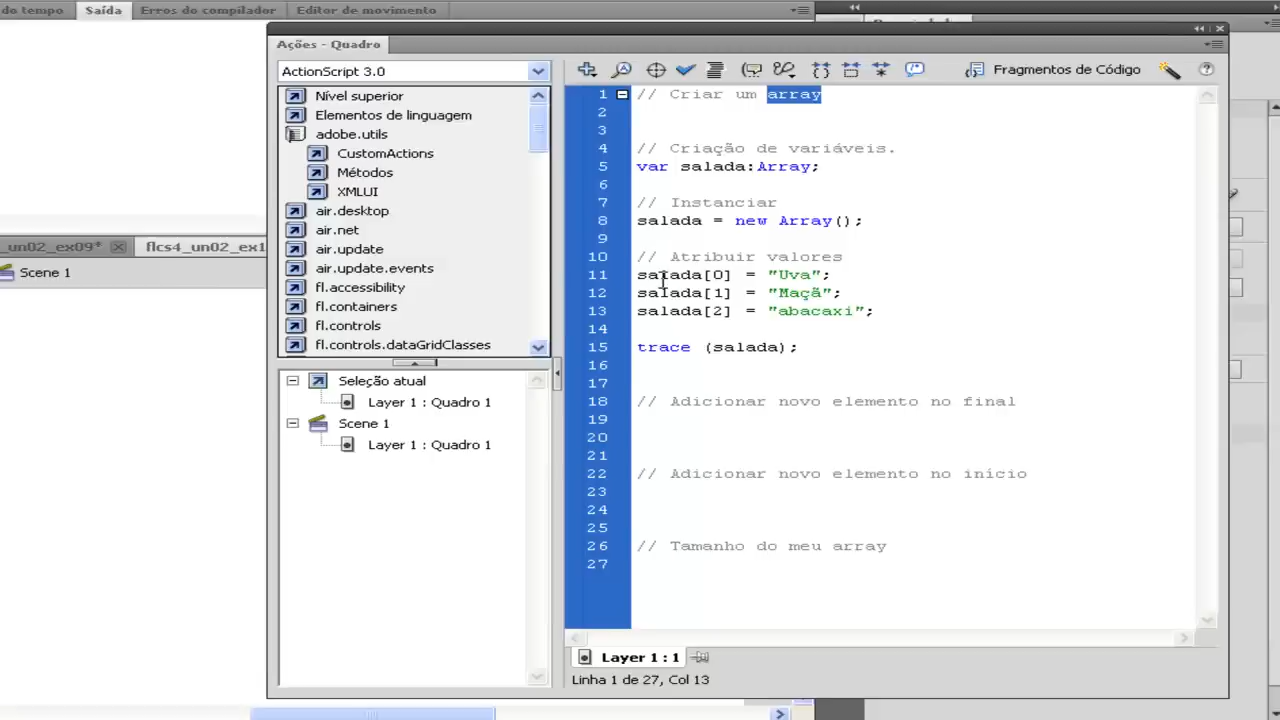 do tempo
Saída
Erros do compilador
Editor de movimento
Ações - Quadro
ActionScript 3.0
Fragmentos de Código
Nível superior
Elementos de linguagem
adobe.utils
CustomActions
Métodos
XMLUI
air.desktop
air.net
air.update
air.update.events
fl.accessibility
fl.containers
fl.controls
fl.controls.dataGridClasses
_un02_ex09*
flcs4_un02_ex1
Scene 1
Seleção atual
Layer 1 : Quadro 1
Scene 1
Layer 1 : Quadro 1
1 // Criar um array
2
3
4 // Criação de variáveis.
5 var salada:Array;
6
7 // Instanciar
8 salada = new Array();
9
10 // Atribuir valores
11 salada[0] = "Uva";
12 salada[1] = "Maçã";
13 salada[2] = "abacaxi";
14
15 trace (salada);
16
17
18 // Adicionar novo elemento no final
19
20
21
22 // Adicionar novo elemento no início
23
24
25
26 // Tamanho do meu array
27
Layer 1 : 1
Linha 1 de 27, Col 13